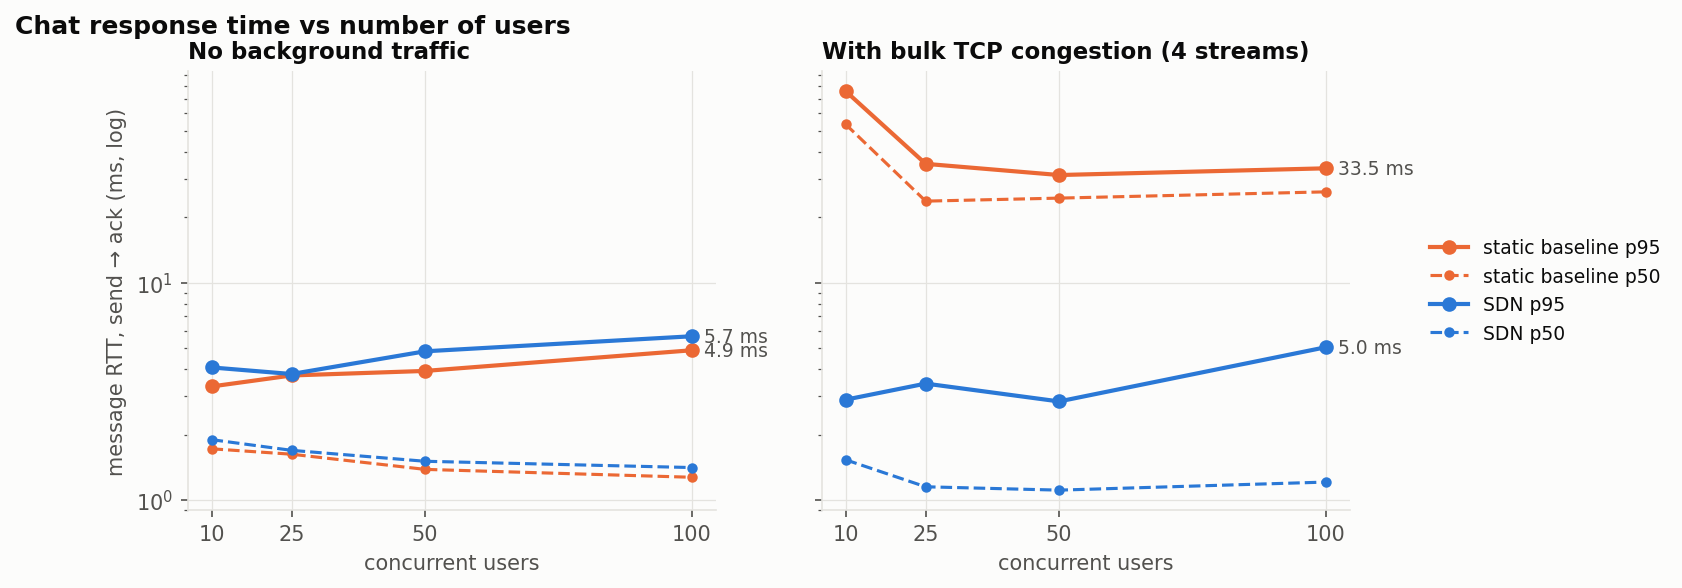 Chat response time vs number of users
No background traffic
With bulk TCP congestion (4 streams)
message RTT, send → ack (ms, log)
10¹
10⁰
5.7 ms
4.9 ms
10 25 50 100
concurrent users
33.5 ms
5.0 ms
10 25 50 100
concurrent users
static baseline p95
static baseline p50
SDN p95
SDN p50